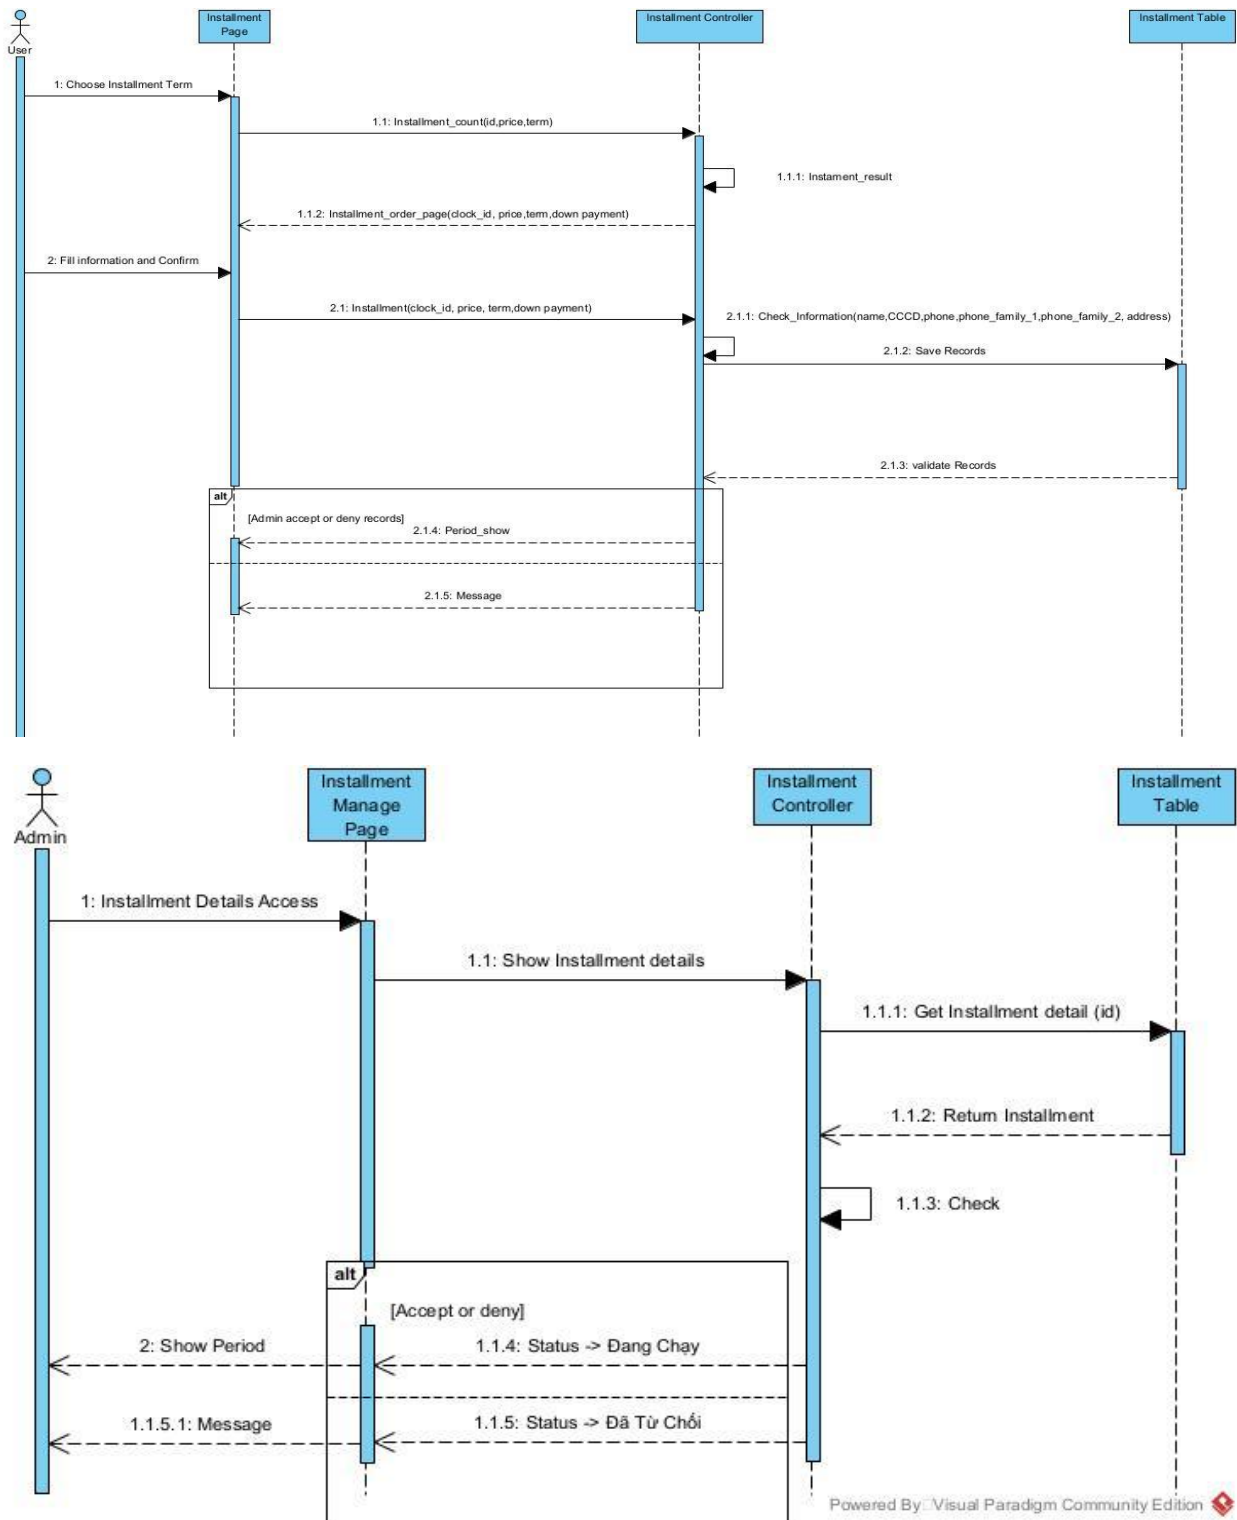 User
Installment
Page
Installment Controller
Installment Table
1: Choose Installment Term
1.1: Installment_count(id,price,term)
1.1.1: Instament_result
1.1.2: Installment_order_page(clock_id, price,term,down payment)
2: Fill information and Confirm
2.1: Installment(clock_id, price, term,down payment)
2.1.1: Check_Information(name,CCCD,phone,phone_family_1,phone_family_2, address)
2.1.2: Save Records
2.1.3: validate Records
alt
[Admin accept or deny records]
2.1.4: Period_show
2.1.5: Message
Admin
Installment
Manage
Page
Installment
Controller
Installment
Table
1: Installment Details Access
1.1: Show Installment details
1.1.1: Get Installment detail (id)
1.1.2: Return Installment
1.1.3: Check
alt
[Accept or deny]
2: Show Period
1.1.4: Status -> Đang Chạy
1.1.5.1: Message
1.1.5: Status -> Đã Từ Chối
Powered By Visual Paradigm Community Edition